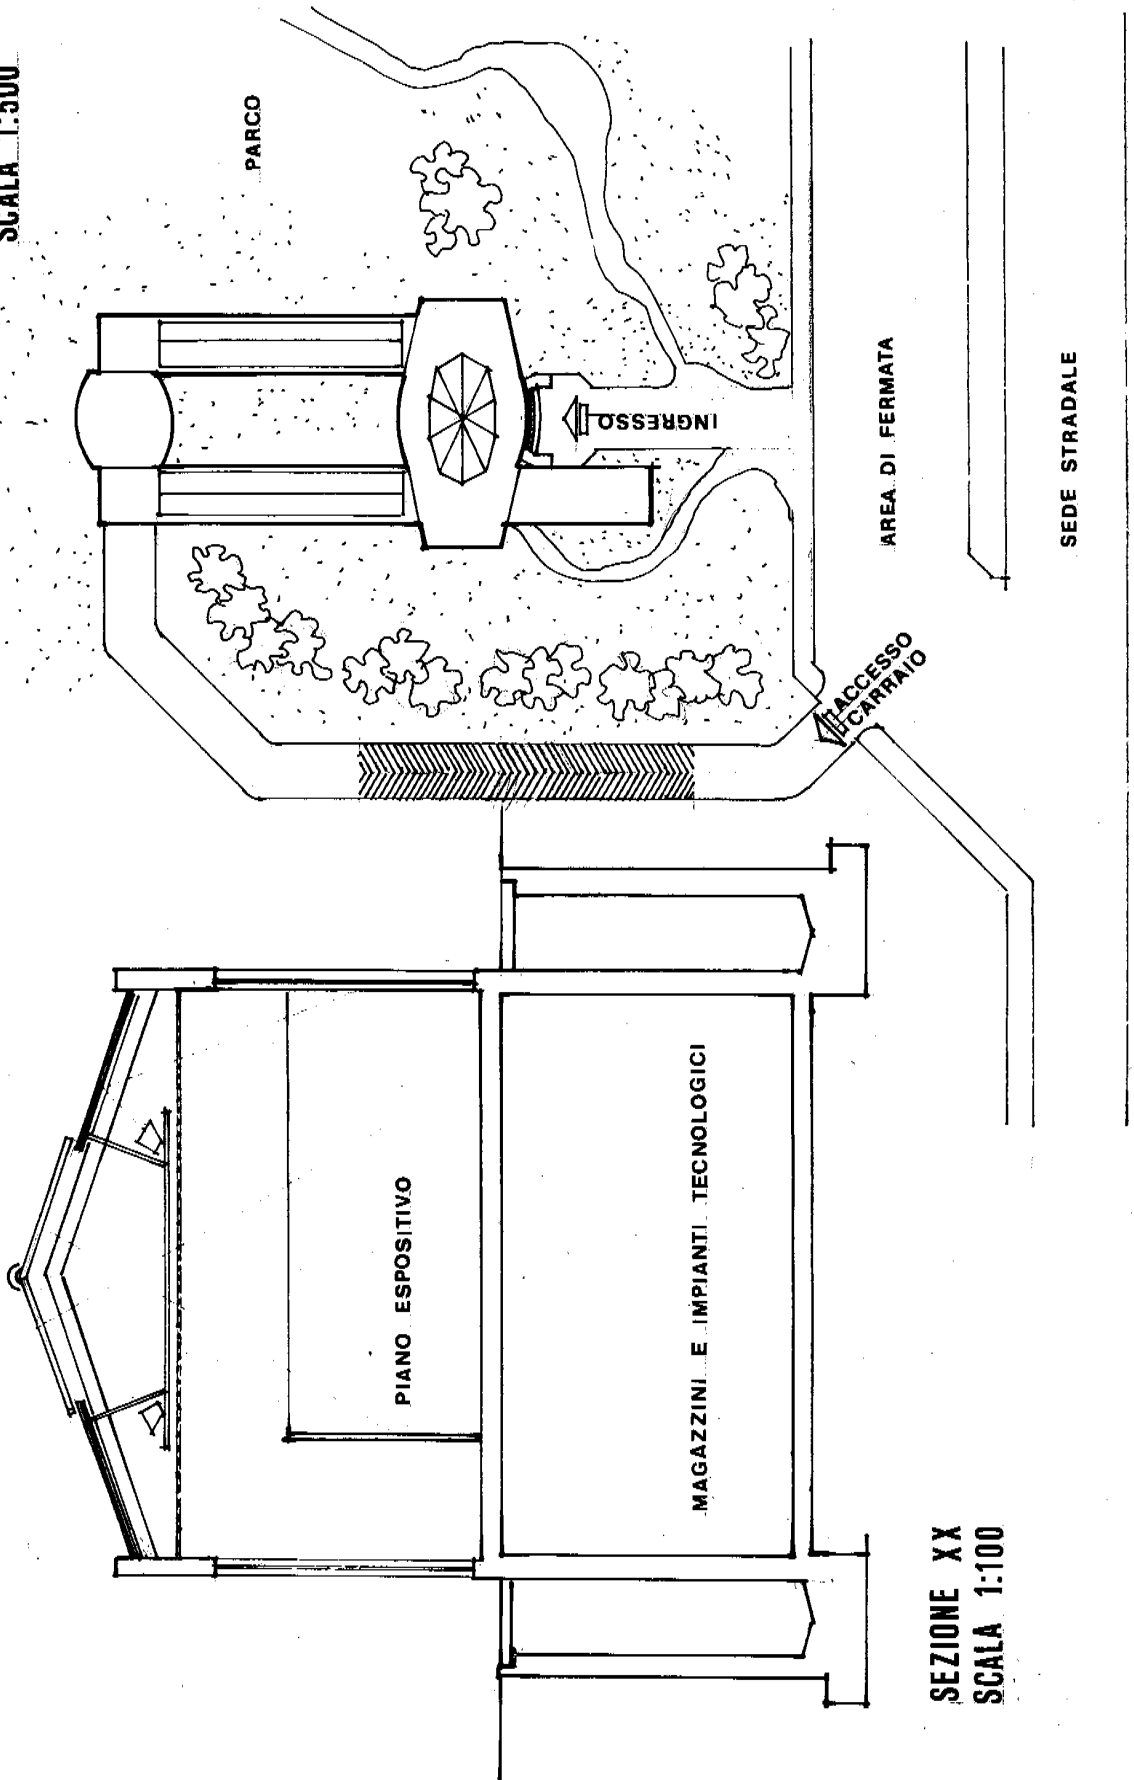 SCALA 1:500
PARCO
INGRESSO
AREA DI FERMATA
SEDE STRADALE
ACCESSO
CARRAIO
PIANO ESPOSITIVO
MAGAZZINI E IMPIANTI TECNOLOGICI
SEZIONE XX
SCALA 1:100